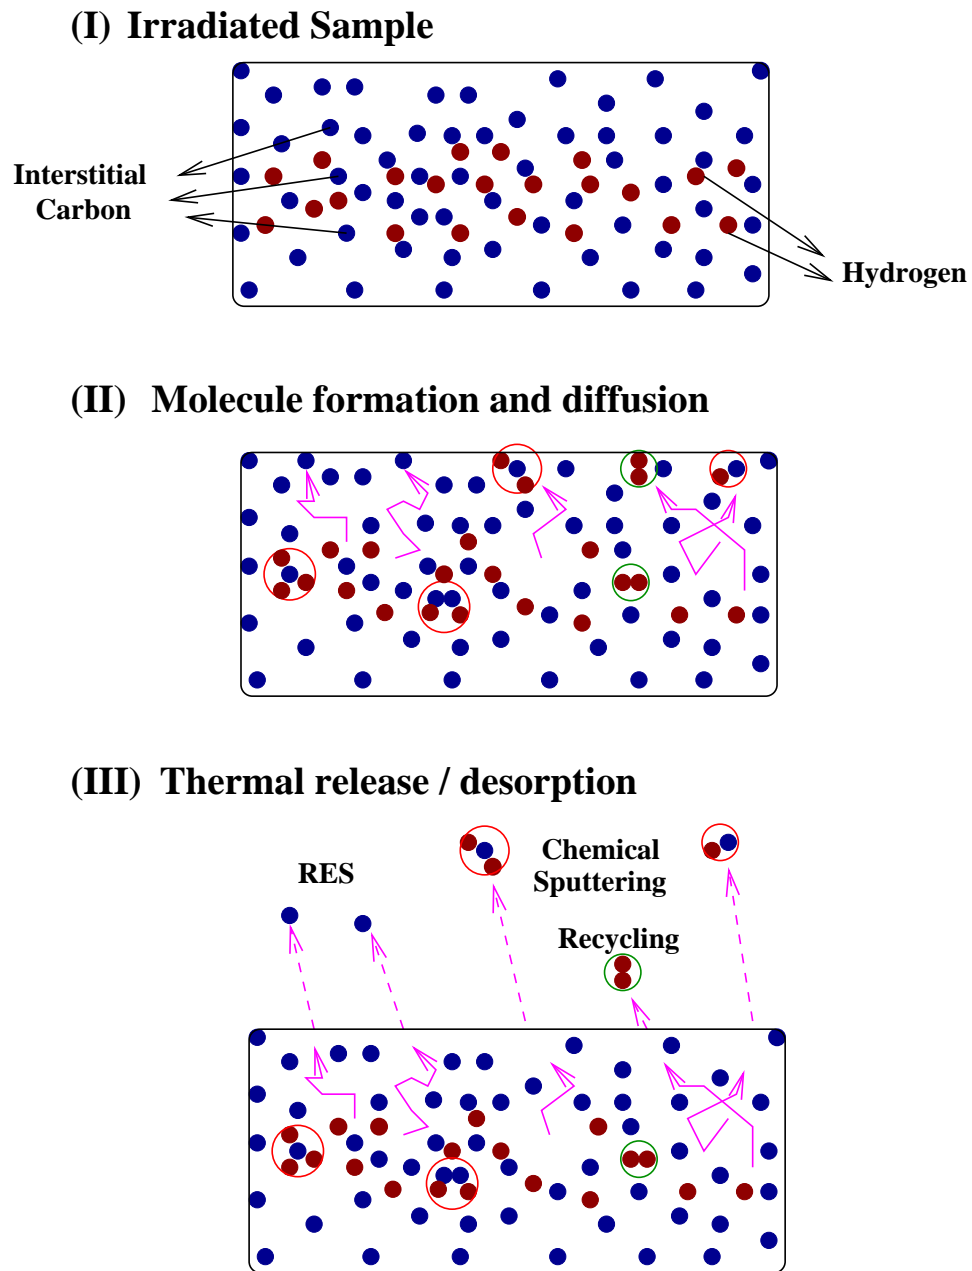 (I) Irradiated Sample
Interstitial
Carbon
Hydrogen
(II) Molecule formation and diffusion
(III) Thermal release / desorption
RES
Chemical
Sputtering
Recycling